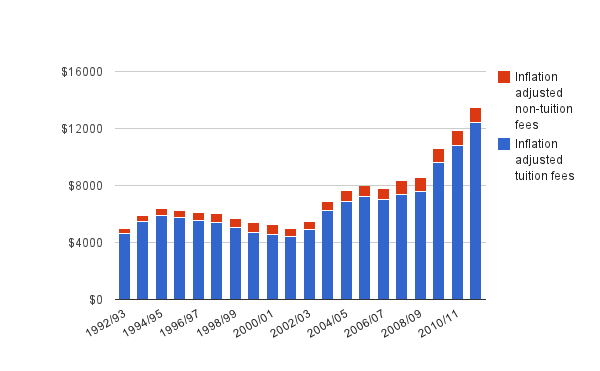 $16000
$12000
$8000
$4000
$0
1992/93
1994/95
1996/97
1998/99
2000/01
2002/03
2004/05
2006/07
2008/09
2010/11
Inflation
adjusted
non-tuition
fees
Inflation
adjusted
tuition fees